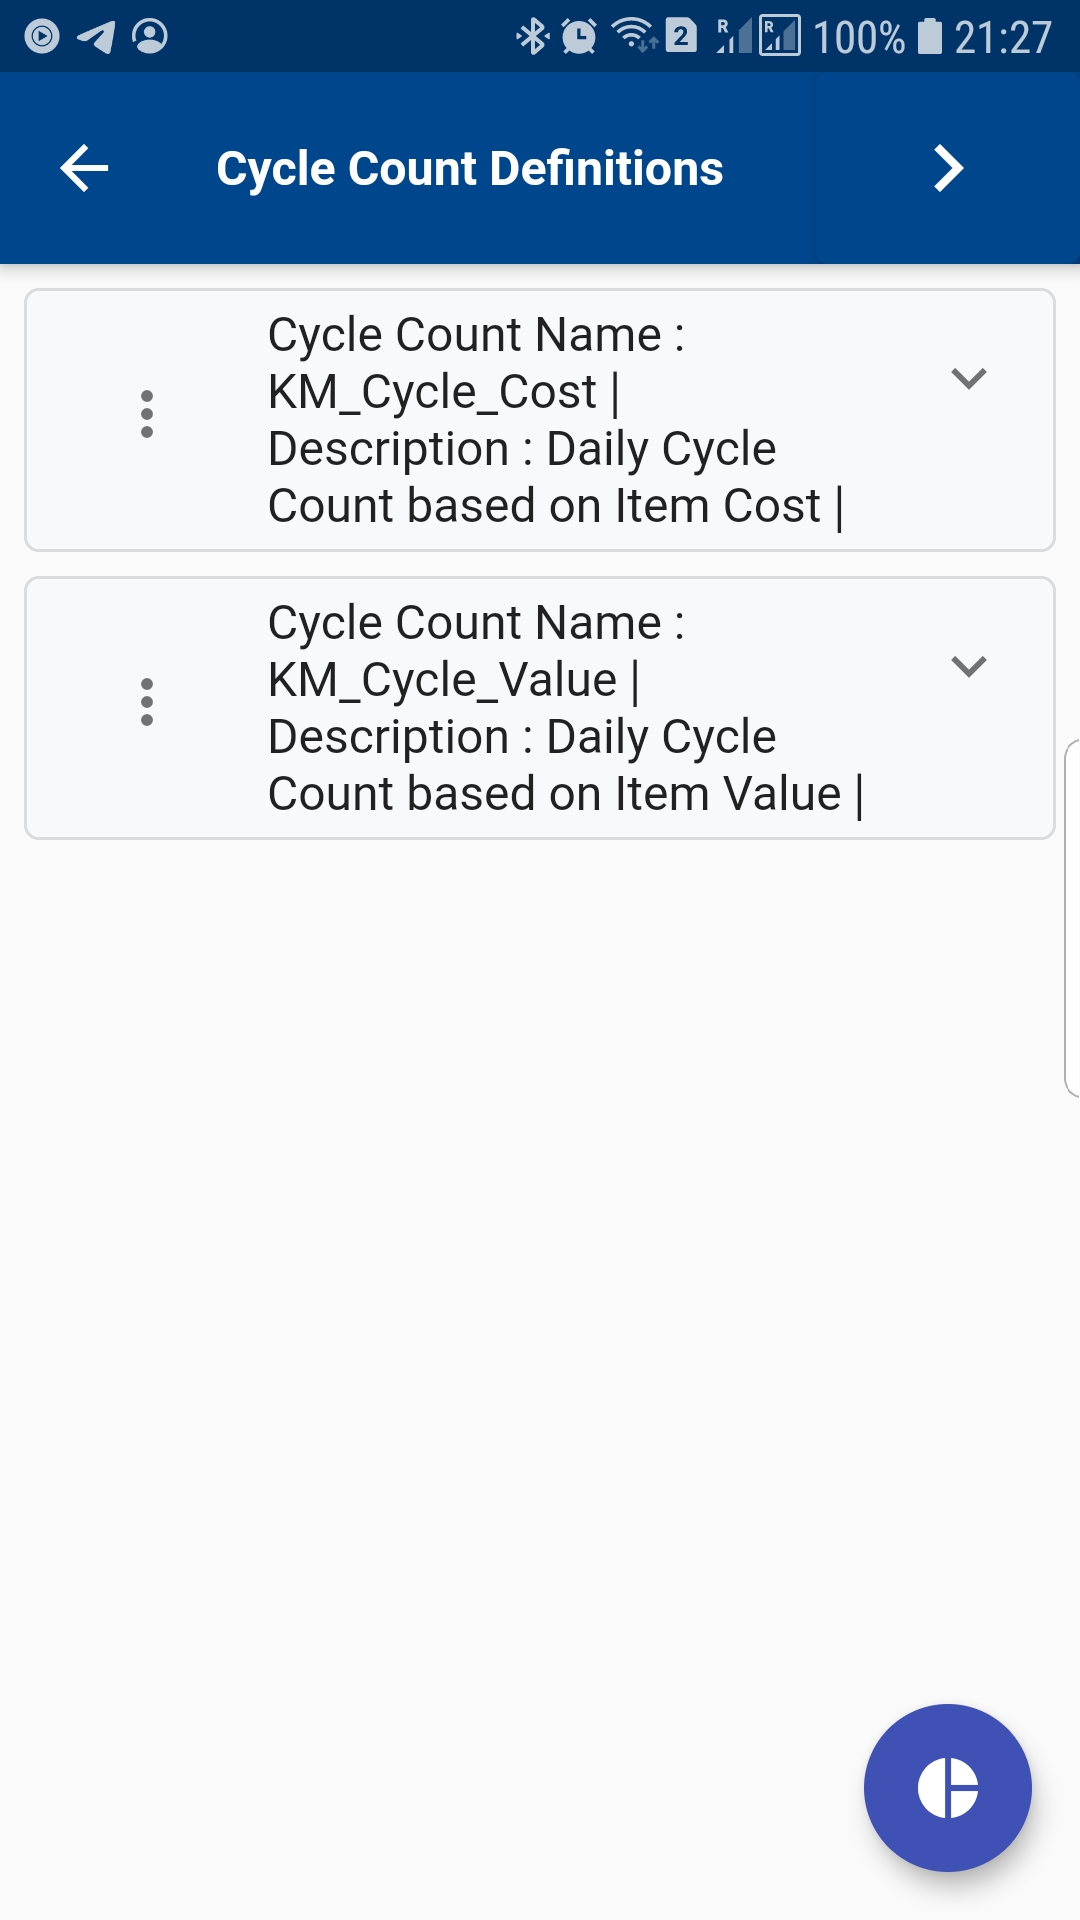 2 R R 100% 21:27
Cycle Count Definitions
Cycle Count Name :
KM_Cycle_Cost |
Description : Daily Cycle
Count based on Item Cost |
Cycle Count Name :
KM_Cycle_Value |
Description : Daily Cycle
Count based on Item Value |